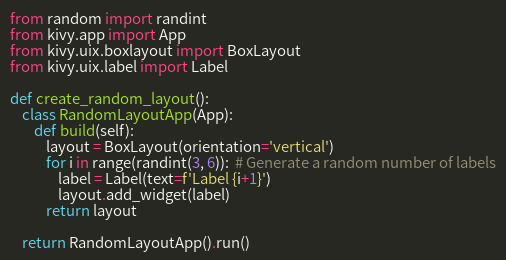 from random import randint
from kivy.app import App
from kivy.uix.boxlayout import BoxLayout
from kivy.uix.label import Label

def create_random_layout():
    class RandomLayoutApp(App):
        def build(self):
            layout = BoxLayout(orientation='vertical')
            for i in range(randint(3, 6)):  # Generate a random number of labels
                label = Label(text=f'Label {i+1}')
                layout.add_widget(label)
            return layout

    return RandomLayoutApp().run()